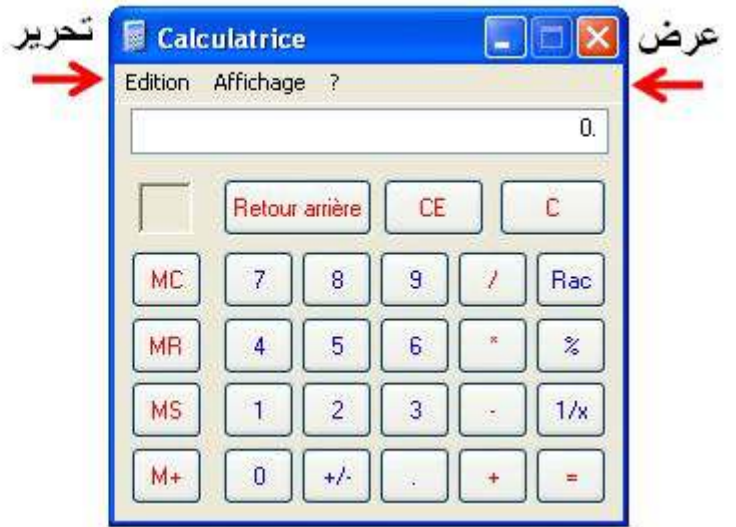 تحرير Calculatrice عرض
Edition Affichage ?
0.
Retour arrière CE C
MC 7 8 9 / Rac
MR 4 5 6 * %
MS 1 2 3 - 1/x
M+ 0 +/- . + =